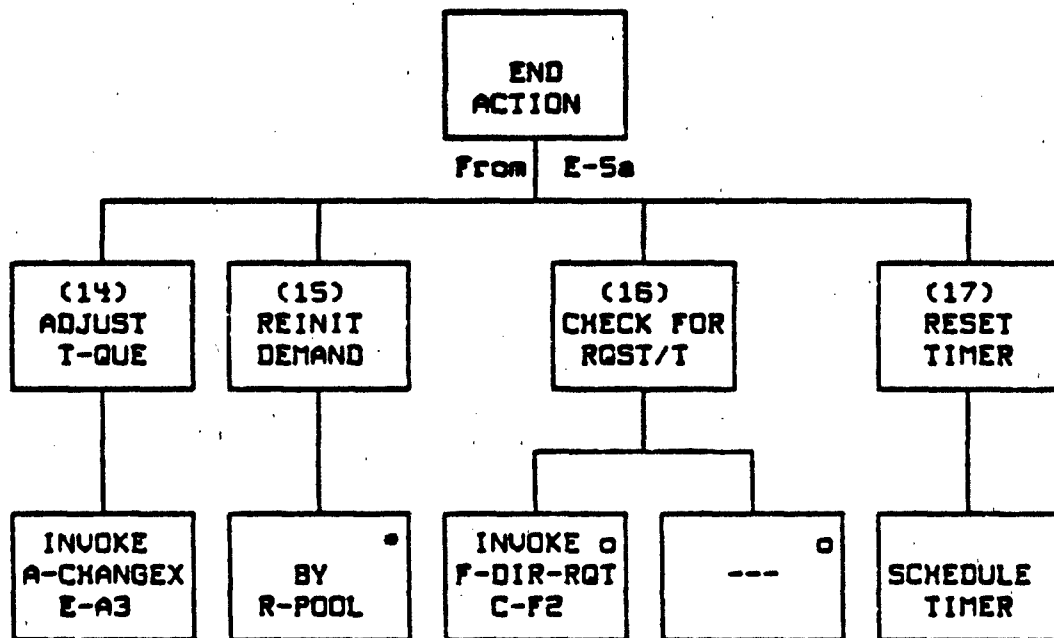 END
ACTION
From E-5a
(14)
ADJUST
T-QUE
(15)
REINIT
DEMAND
(16)
CHECK FOR
RQST/T
(17)
RESET
TIMER
INVOKE
A-CHANGEX
E-A3
*
BY
R-POOL
INVOKE o
F-DIR-RQT
C-F2
o
---
SCHEDULE
TIMER